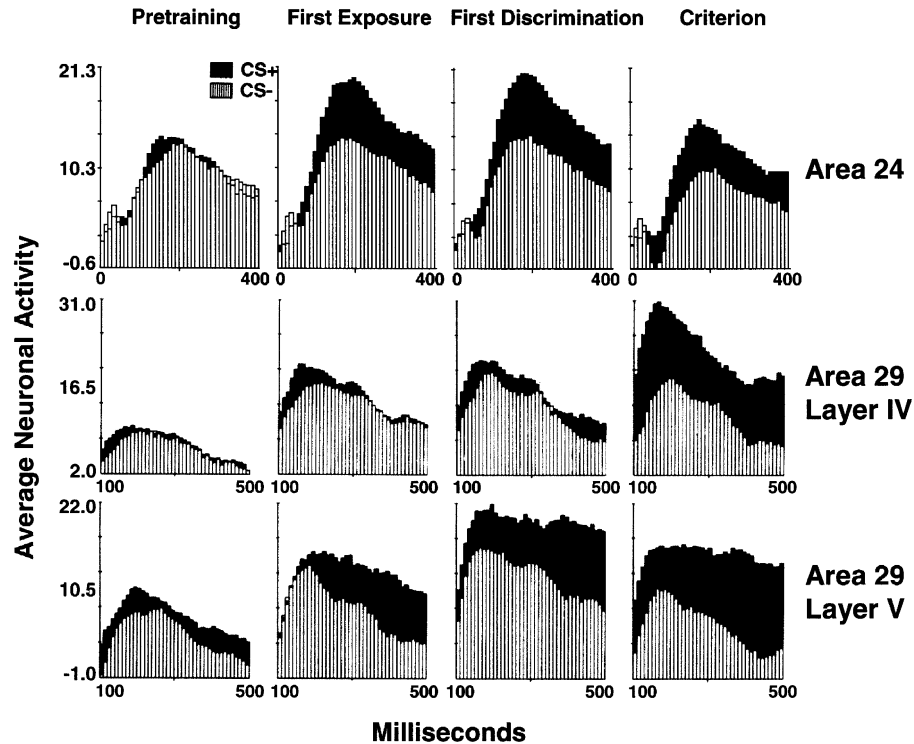 Pretraining
First Exposure
First Discrimination
Criterion
CS+
CS-
21.3
10.3
-0.6
0
400
0
400
0
400
0
400
Area 24
Average Neuronal Activity
31.0
16.5
2.0
100
500
100
500
100
500
100
500
Area 29
Layer IV
22.0
10.5
-1.0
100
500
100
500
100
500
100
500
Area 29
Layer V
Milliseconds